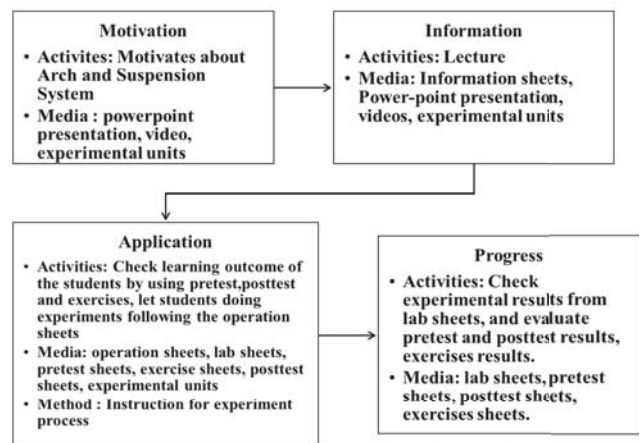 Motivation
• Activites: Motivates about
Arch and Suspension
System
• Media : powerpoint
presentation, video,
experimental units
Information
• Activities: Lecture
• Media: Information sheets,
Power-point presentation,
videos, experimental units
Application
• Activities: Check learning outcome of
the students by using pretest,posttest
and exercises, let students doing
experiments following the operation
sheets
• Media: operation sheets, lab sheets,
pretest sheets, exercise sheets, posttest
sheets, experimental units
• Method : Instruction for experiment
process
Progress
• Activities: Check
experimental results from
lab sheets, and evaluate
pretest and posttest results,
exercises results.
• Media: lab sheets, pretest
sheets, posttest sheets,
exercises sheets.